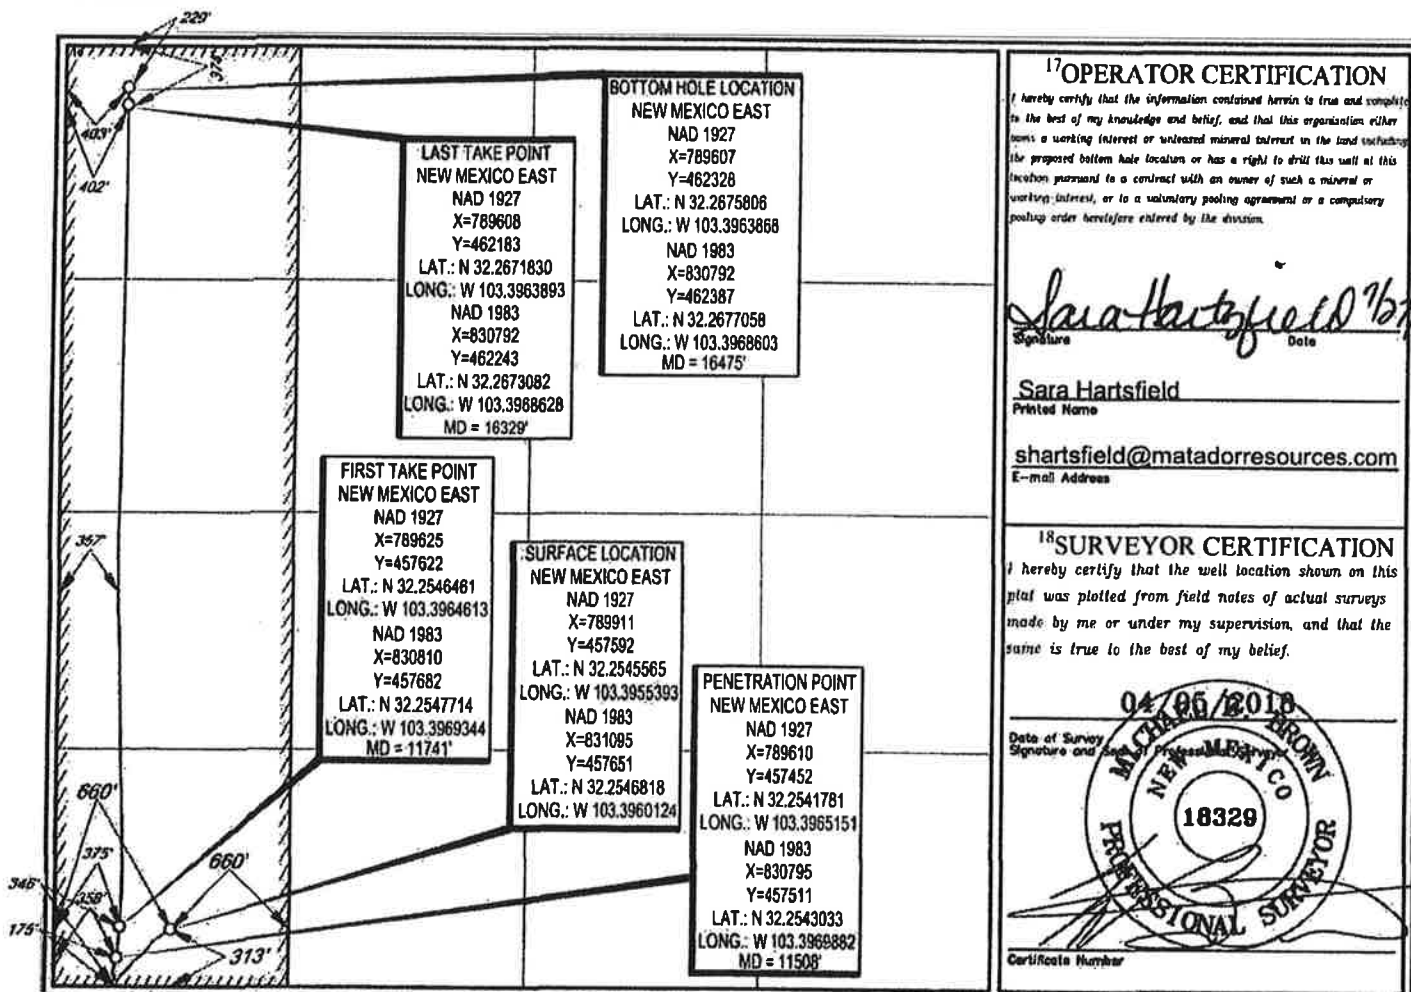 229'
374'
403'
402'
BOTTOM HOLE LOCATION
NEW MEXICO EAST
NAD 1927
X=789607
Y=462328
LAT.: N 32.2675806
LONG.: W 103.3963868
NAD 1983
X=830792
Y=462387
LAT.: N 32.2677058
LONG.: W 103.3968603
MD = 16475'
LAST TAKE POINT
NEW MEXICO EAST
NAD 1927
X=789608
Y=462183
LAT.: N 32.2671830
LONG.: W 103.3963893
NAD 1983
X=830792
Y=462243
LAT.: N 32.2673082
LONG.: W 103.3968628
MD = 16329'
FIRST TAKE POINT
NEW MEXICO EAST
NAD 1927
X=789625
Y=457622
LAT.: N 32.2546461
LONG.: W 103.3964613
NAD 1983
X=830810
Y=457682
LAT.: N 32.2547714
LONG.: W 103.3969344
MD = 11741'
SURFACE LOCATION
NEW MEXICO EAST
NAD 1927
X=789911
Y=457592
LAT.: N 32.2545565
LONG.: W 103.3955393
NAD 1983
X=831095
Y=457651
LAT.: N 32.2546818
LONG.: W 103.3960124
PENETRATION POINT
NEW MEXICO EAST
NAD 1927
X=789610
Y=457452
LAT.: N 32.2541781
LONG.: W 103.3965151
NAD 1983
X=830795
Y=457511
LAT.: N 32.2543033
LONG.: W 103.3969882
MD = 11508'
357'
660'
375'
660'
346'
358'
175'
313'
17OPERATOR CERTIFICATION
I hereby certify that the information contained herein is true and complete
to the best of my knowledge and belief, and that this organization either
owns a working interest or unleased mineral interest in the land including
the proposed bottom hole location or has a right to drill this well at this
location pursuant to a contract with an owner of such a mineral or
working interest, or to a voluntary pooling agreement or a compulsory
pooling order heretofore entered by the division.
Sara Hartsfield
Signature Date
Sara Hartsfield
Printed Name
shartsfield@matadorresources.com
E-mail Address
18SURVEYOR CERTIFICATION
I hereby certify that the well location shown on this
plat was plotted from field notes of actual surveys
made by me or under my supervision, and that the
same is true to the best of my belief.
04/05/2018
Date of Survey
Signature and Seal of Professional Surveyor
BROWN
NEW MEXICO
18329
PROFESSIONAL SURVEYOR
Certificate Number